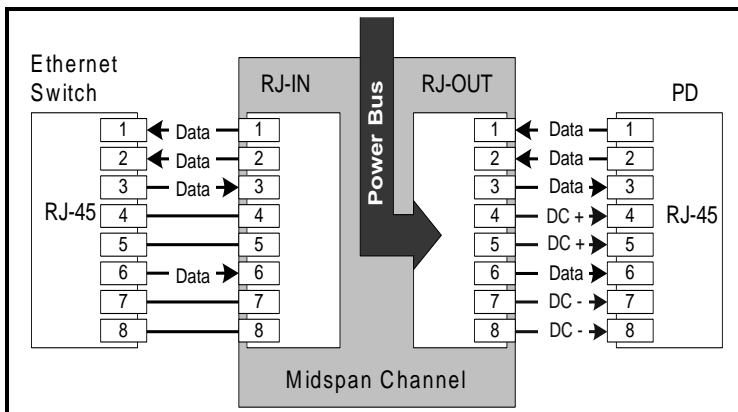 Ethernet
Switch
RJ-IN
Power Bus
RJ-OUT
PD
1 Data 1
2 Data 2
3 Data 3
RJ-45
4 4
5 5
6 Data 6
7 7
8 8
1 Data 1
2 Data 2
3 Data 3
4 DC + 4
RJ-45
5 DC + 5
6 Data 6
7 DC - 7
8 DC - 8
Midspan Channel